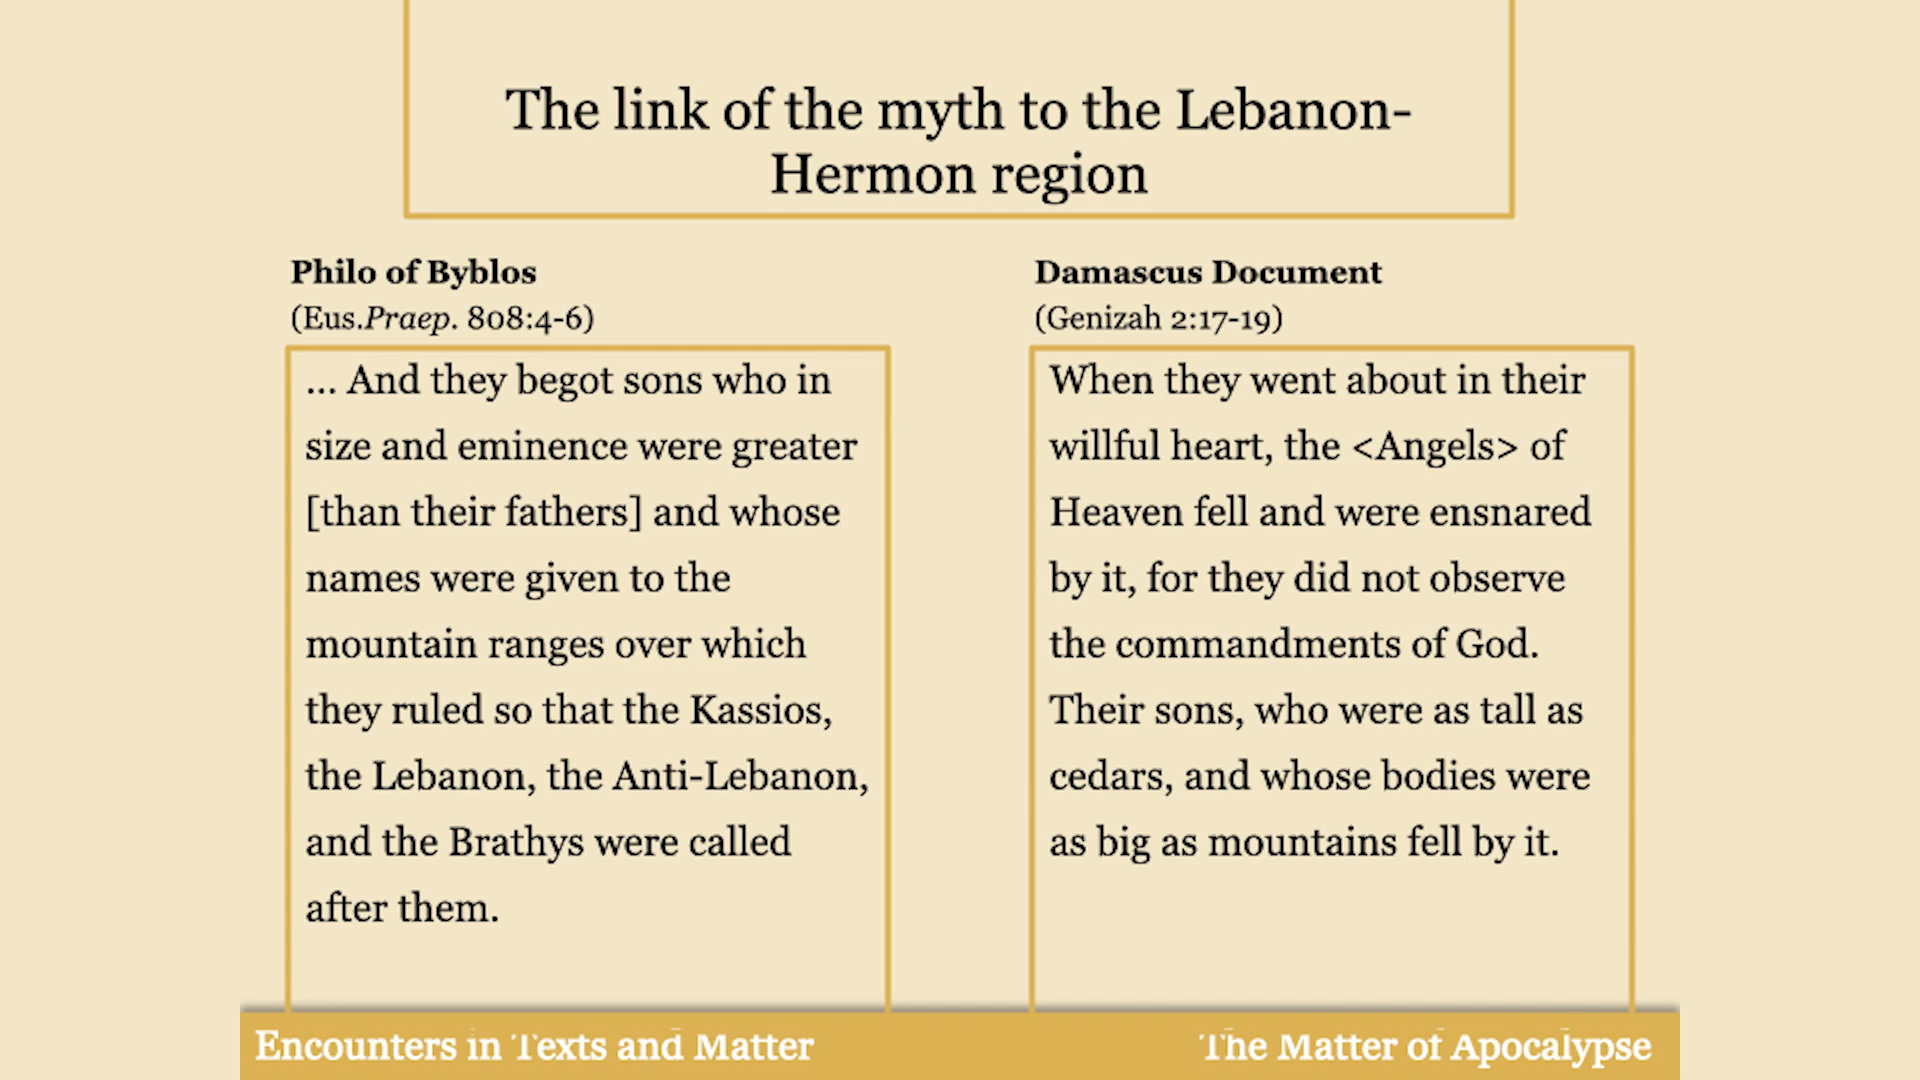 The link of the myth to the Lebanon-
Hermon region
Philo of Byblos
(Eus.Praep. 808:4-6)
... And they begot sons who in
size and eminence were greater
[than their fathers] and whose
names were given to the
mountain ranges over which
they ruled so that the Kassios,
the Lebanon, the Anti-Lebanon,
and the Brathys were called
after them.
Damascus Document
(Genizah 2:17-19)
When they went about in their
willful heart, the <Angels> of
Heaven fell and were ensnared
by it, for they did not observe
the commandments of God.
Their sons, who were as tall as
cedars, and whose bodies were
as big as mountains fell by it.
Encounters in Texts and Matter
The Matter of Apocalypse